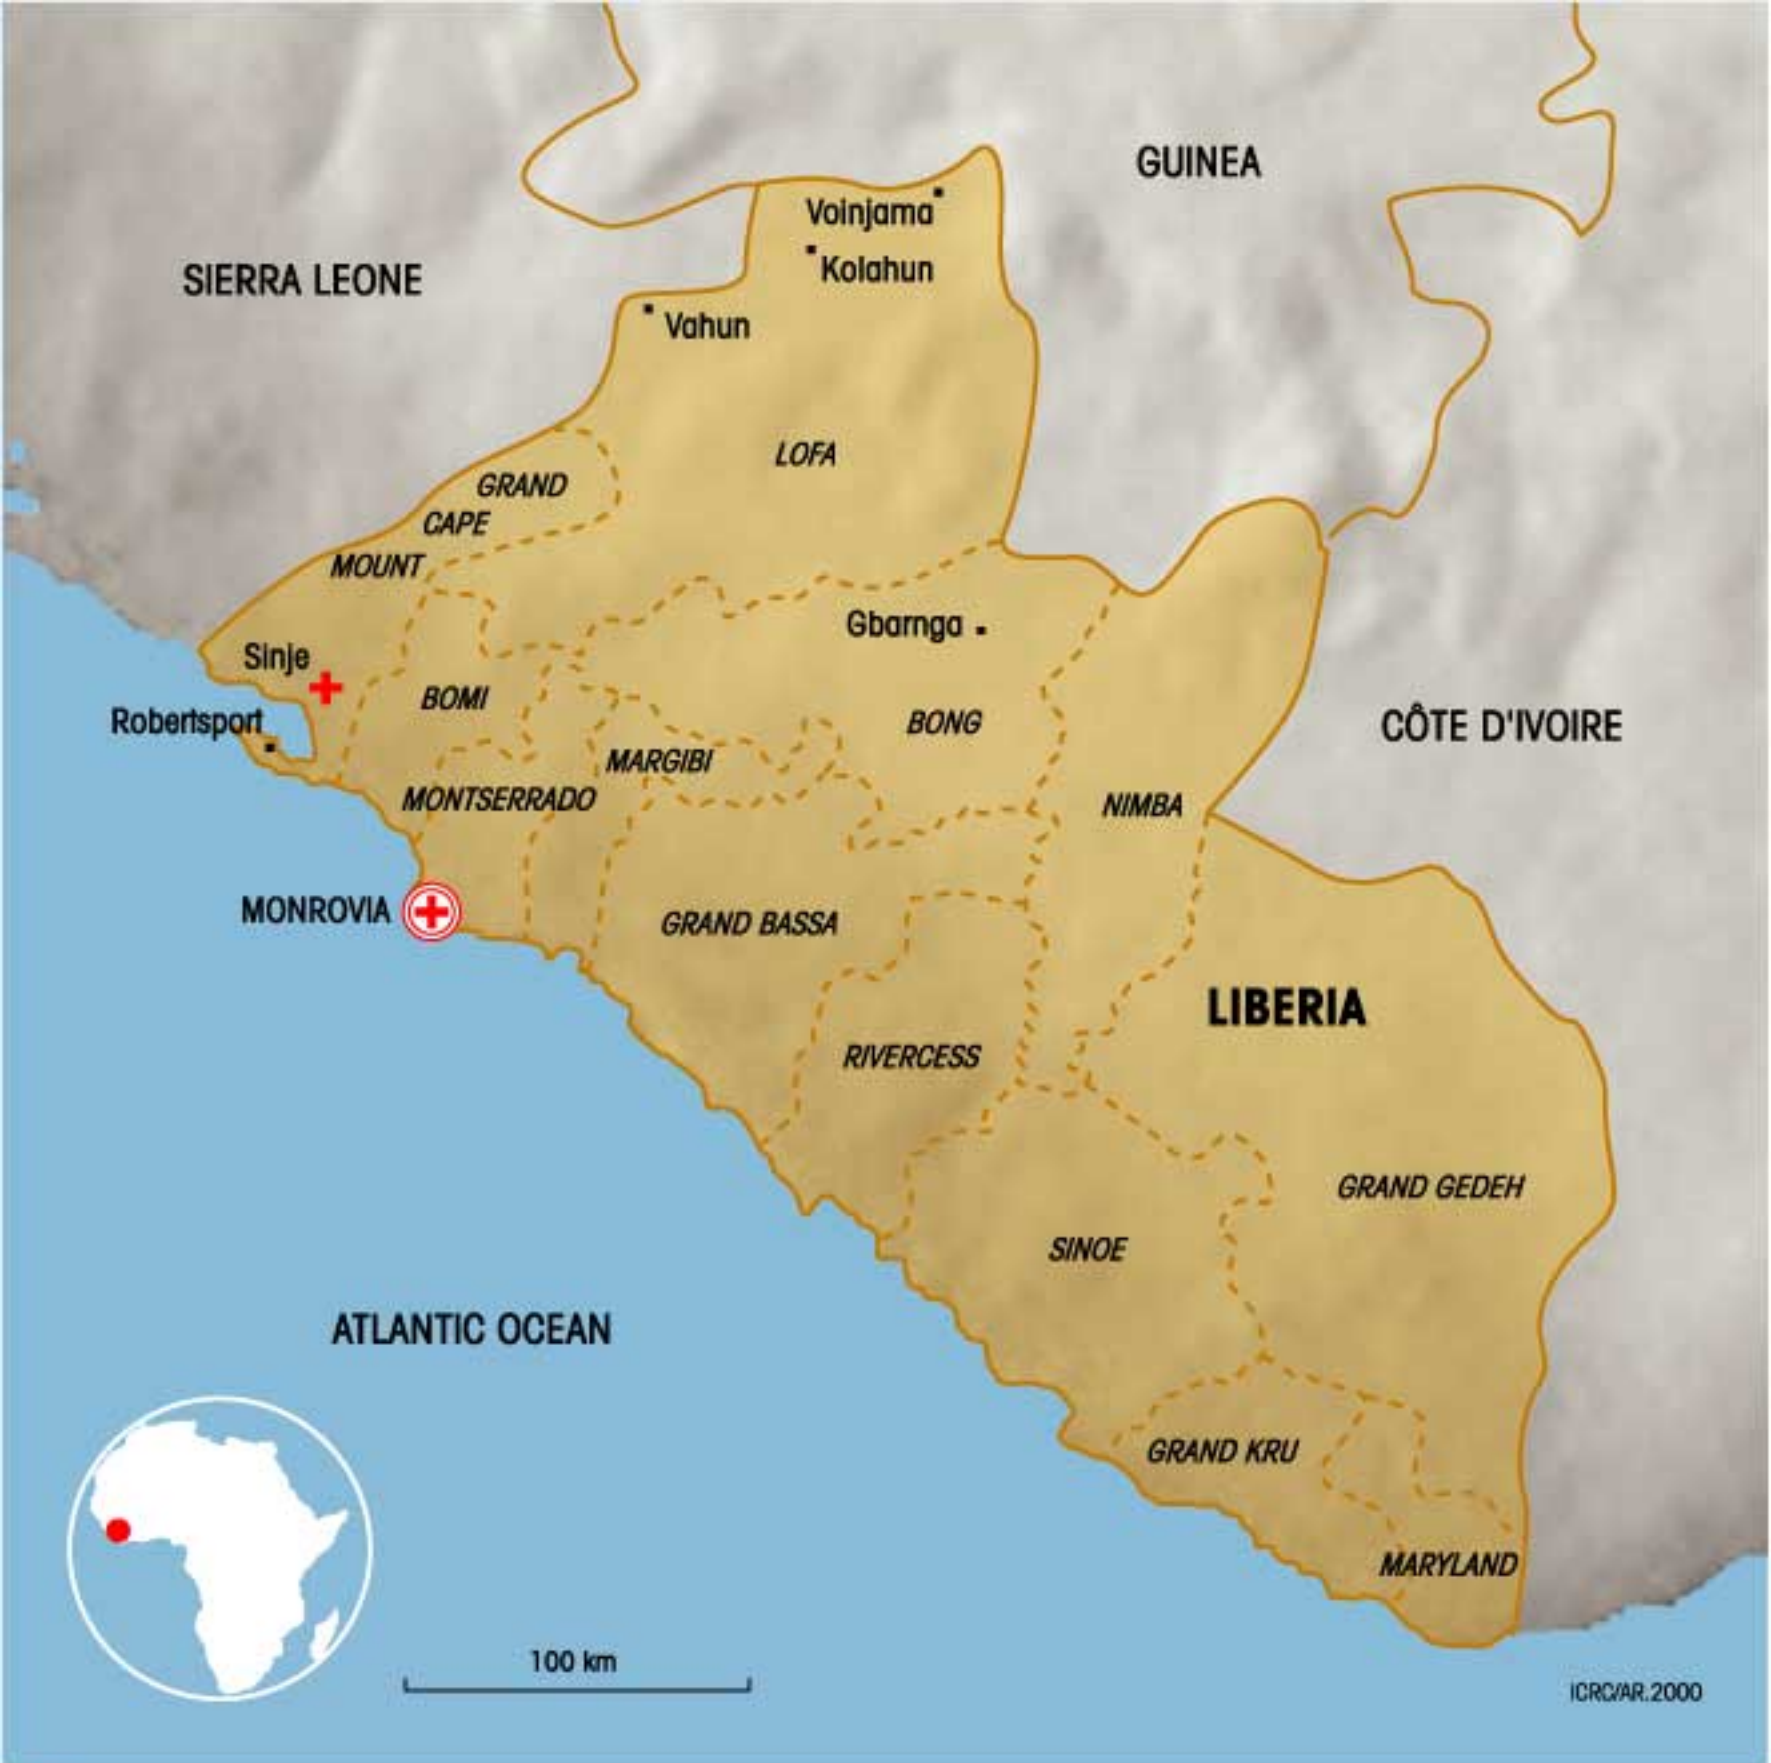 GUINEA
Voinjama
Kolahun
SIERRA LEONE
Vahun
LOFA
GRAND
CAPE
MOUNT
Gbarnga
Sinje
BOMI
Robertsport
BONG
CÔTE D'IVOIRE
MARGIBI
MONTSERRADO
NIMBA
MONROVIA
GRAND BASSA
LIBERIA
RIVERCESS
GRAND GEDEH
SINOE
ATLANTIC OCEAN
GRAND KRU
MARYLAND
100 km
ICRC/AR.2000